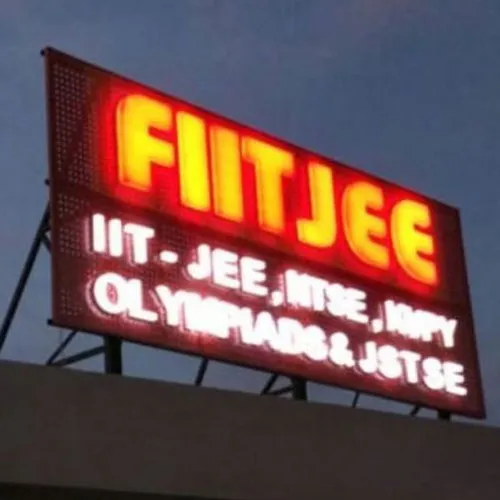 FIITJEE
IIT - JEE, NTSE, KVPY
OLYMPIADS & JSTSE